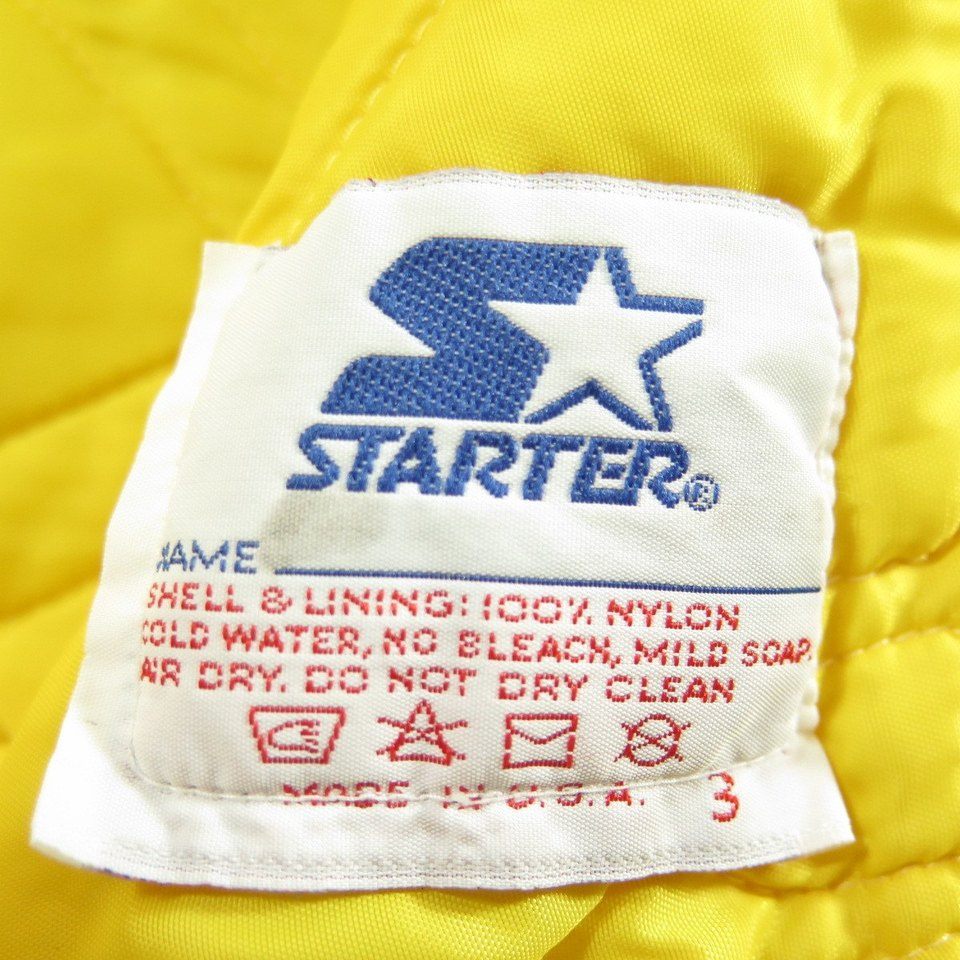 STARTER®
NAME
SHELL & LINING: 100% NYLON
COLD WATER, NO BLEACH, MILD SOAP.
AIR DRY. DO NOT DRY CLEAN
MADE IN U.S.A. 3